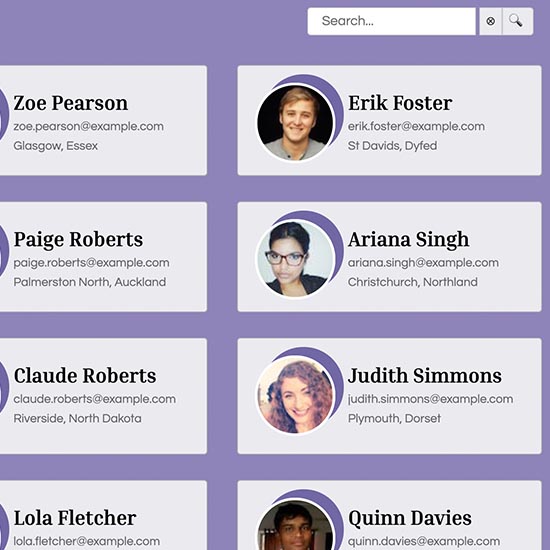 Search...
Zoe Pearson
zoe.pearson@example.com
Glasgow, Essex
Erik Foster
erik.foster@example.com
St Davids, Dyfed
Paige Roberts
paige.roberts@example.com
Palmerston North, Auckland
Ariana Singh
ariana.singh@example.com
Christchurch, Northland
Claude Roberts
claude.roberts@example.com
Riverside, North Dakota
Judith Simmons
judith.simmons@example.com
Plymouth, Dorset
Lola Fletcher
lola.fletcher@example.com
Quinn Davies
quinn.davies@example.com